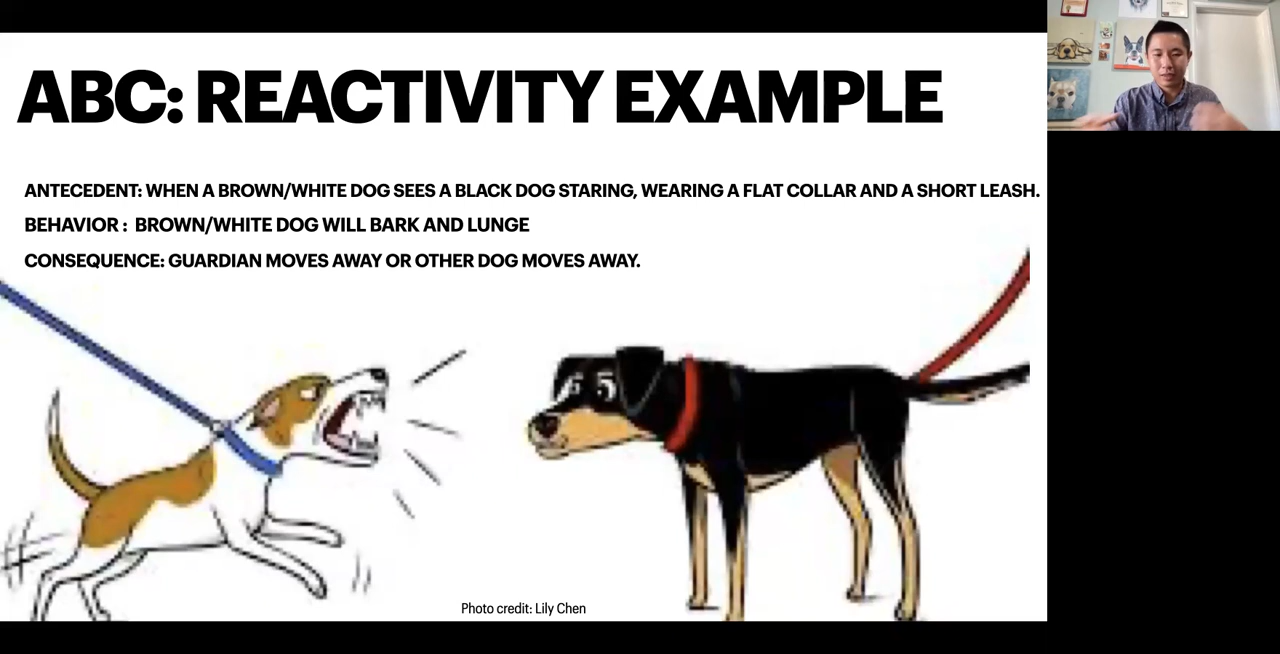 ABC: REACTIVITY EXAMPLE
ANTECEDENT: WHEN A BROWN/WHITE DOG SEES A BLACK DOG STARING, WEARING A FLAT COLLAR AND A SHORT LEASH.
BEHAVIOR : BROWN/WHITE DOG WILL BARK AND LUNGE
CONSEQUENCE: GUARDIAN MOVES AWAY OR OTHER DOG MOVES AWAY.
Photo credit: Lily Chen